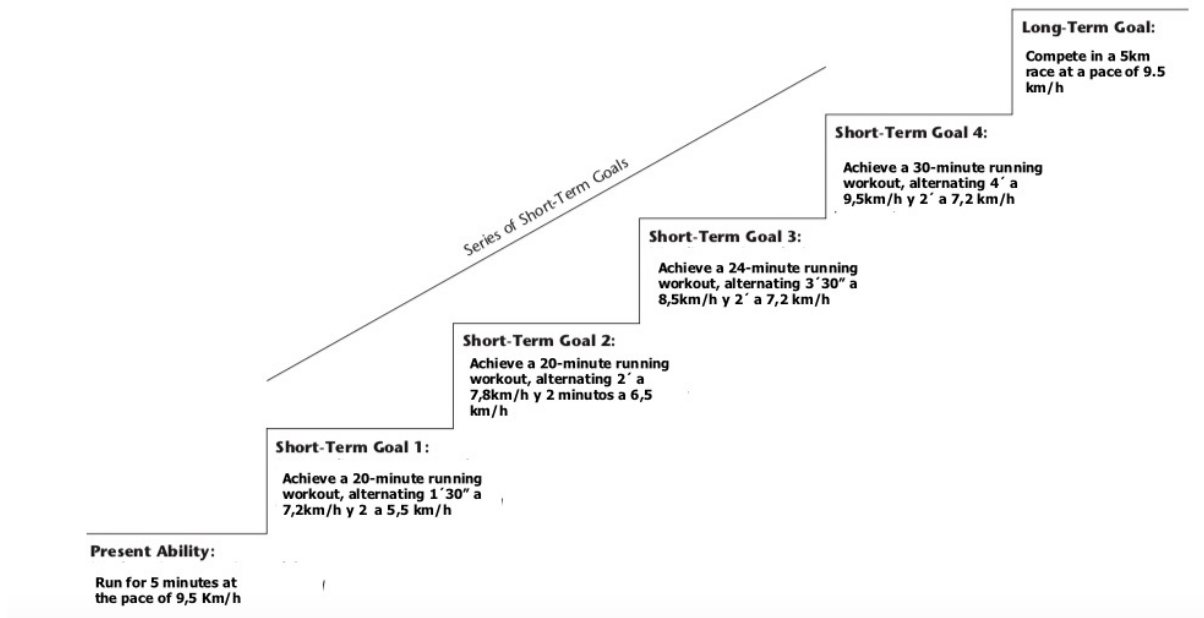 Long-Term Goal:
Compete in a 5km
race at a pace of 9.5
km/h
Short-Term Goal 4:
Achieve a 30-minute running
workout, alternating 4´ a
9,5km/h y 2´ a 7,2 km/h
Series of Short-Term Goals
Short-Term Goal 3:
Achieve a 24-minute running
workout, alternating 3´30” a
8,5km/h y 2´ a 7,2 km/h
Short-Term Goal 2:
Achieve a 20-minute running
workout, alternating 2´ a
7,8km/h y 2 minutos a 6,5
km/h
Short-Term Goal 1:
Achieve a 20-minute running
workout, alternating 1´30” a
7,2km/h y 2 a 5,5 km/h
Present Ability:
Run for 5 minutes at
the pace of 9,5 Km/h